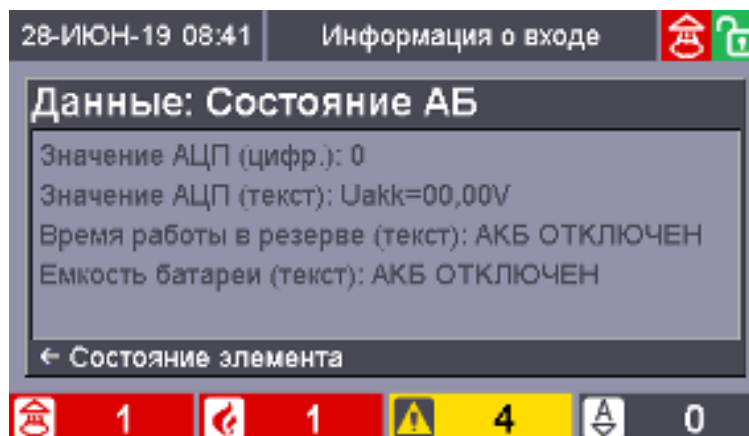 28-ИЮН-19 08:41 Информация о входе
Данные: Состояние АБ
Значение АЦП (цифр.): 0
Значение АЦП (текст): Uakk=00,00V
Время работы в резерве (текст): АКБ ОТКЛЮЧЕН
Емкость батареи (текст): АКБ ОТКЛЮЧЕН
← Состояние элемента
1 1 4 A 0